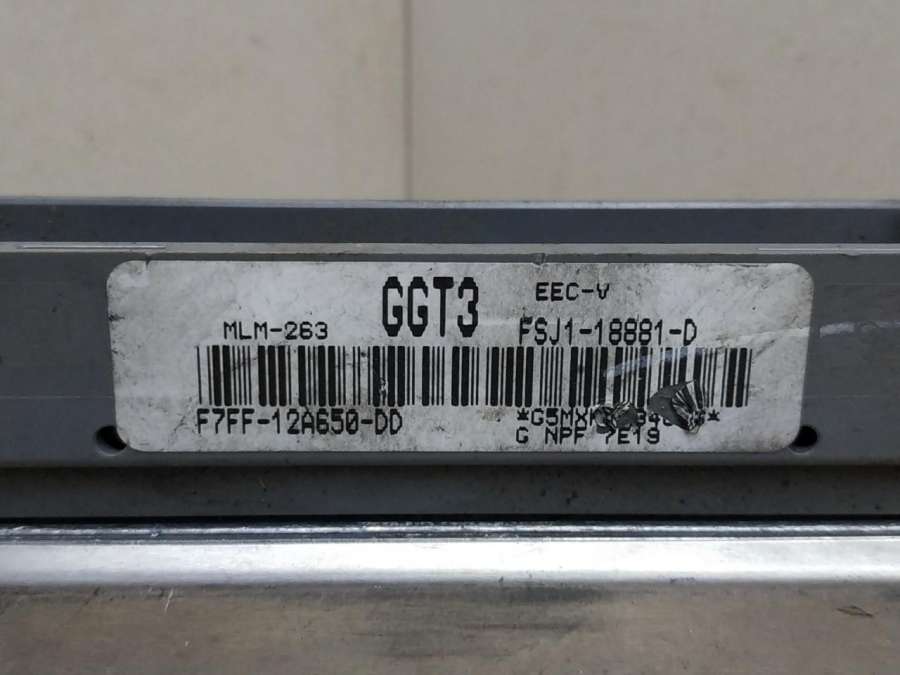 GGT3 EEC-V
MLM-263 FSJ1-18881-D
F7FF-12A650-DD
G NPF 7E19